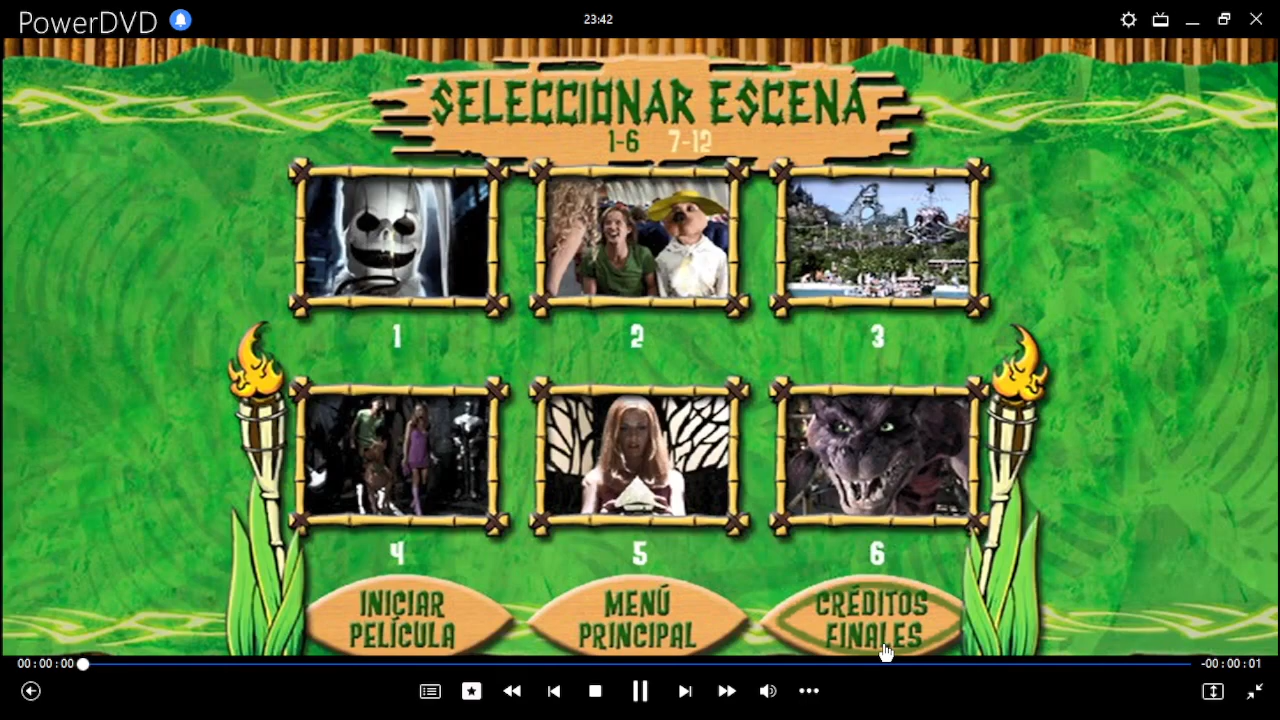 PowerDVD
23:42
SELECCIONAR ESCENA
1-6 7-12
1
2
3
4
5
6
INICIAR
PELÍCULA
MENÚ
PRINCIPAL
CRÉDITOS
FINALES
00:00:00
-00:00:01